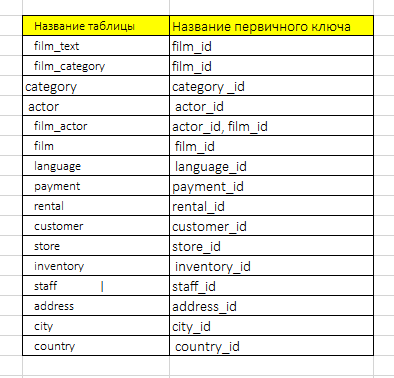 Название таблицы Название первичного ключа
film_text film_id
film_category film_id
category category _id
actor actor_id
film_actor actor_id, film_id
film film_id
language language_id
payment payment_id
rental rental_id
customer customer_id
store store_id
inventory inventory_id
staff staff_id
address address_id
city city_id
country country_id